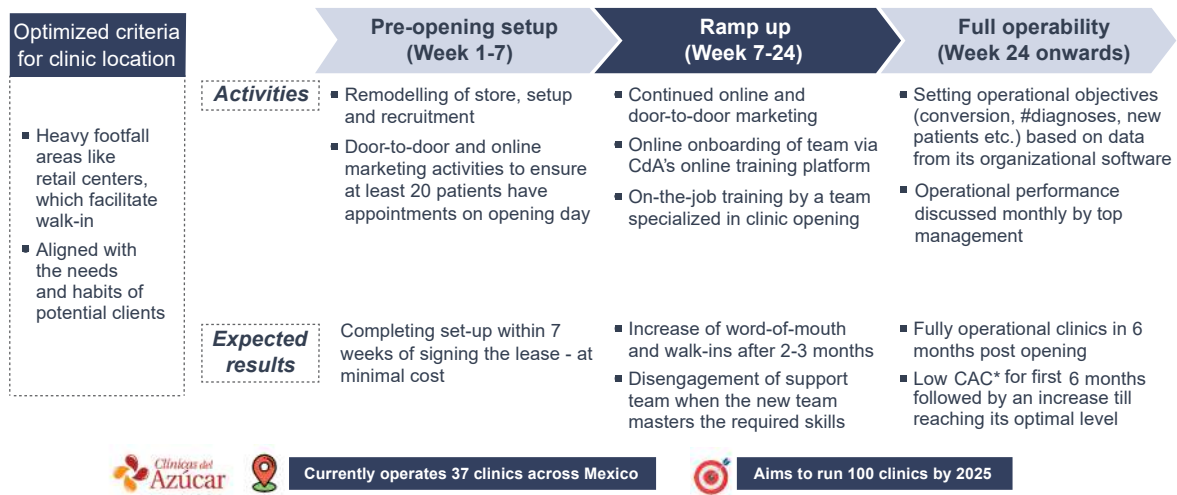 Optimized criteria
for clinic location
▪ Heavy footfall
areas like
retail centers,
which facilitate
walk-in
▪ Aligned with
the needs
and habits of
potential clients
Pre-opening setup
(Week 1-7)
Ramp up
(Week 7-24)
Full operability
(Week 24 onwards)
Activities
▪ Remodelling of store, setup
and recruitment
▪ Door-to-door and online
marketing activities to ensure
at least 20 patients have
appointments on opening day
▪ Continued online and
door-to-door marketing
▪ Online onboarding of team via
CdA's online training platform
▪ On-the-job training by a team
specialized in clinic opening
▪ Setting operational objectives
(conversion, #diagnoses, new
patients etc.) based on data
from its organizational software
▪ Operational performance
discussed monthly by top
management
Expected
results
Completing set-up within 7
weeks of signing the lease - at
minimal cost
▪ Increase of word-of-mouth
and walk-ins after 2-3 months
▪ Disengagement of support
team when the new team
masters the required skills
▪ Fully operational clinics in 6
months post opening
▪ Low CAC* for first 6 months
followed by an increase till
reaching its optimal level
Clínicas del
Azúcar
Currently operates 37 clinics across Mexico
Aims to run 100 clinics by 2025